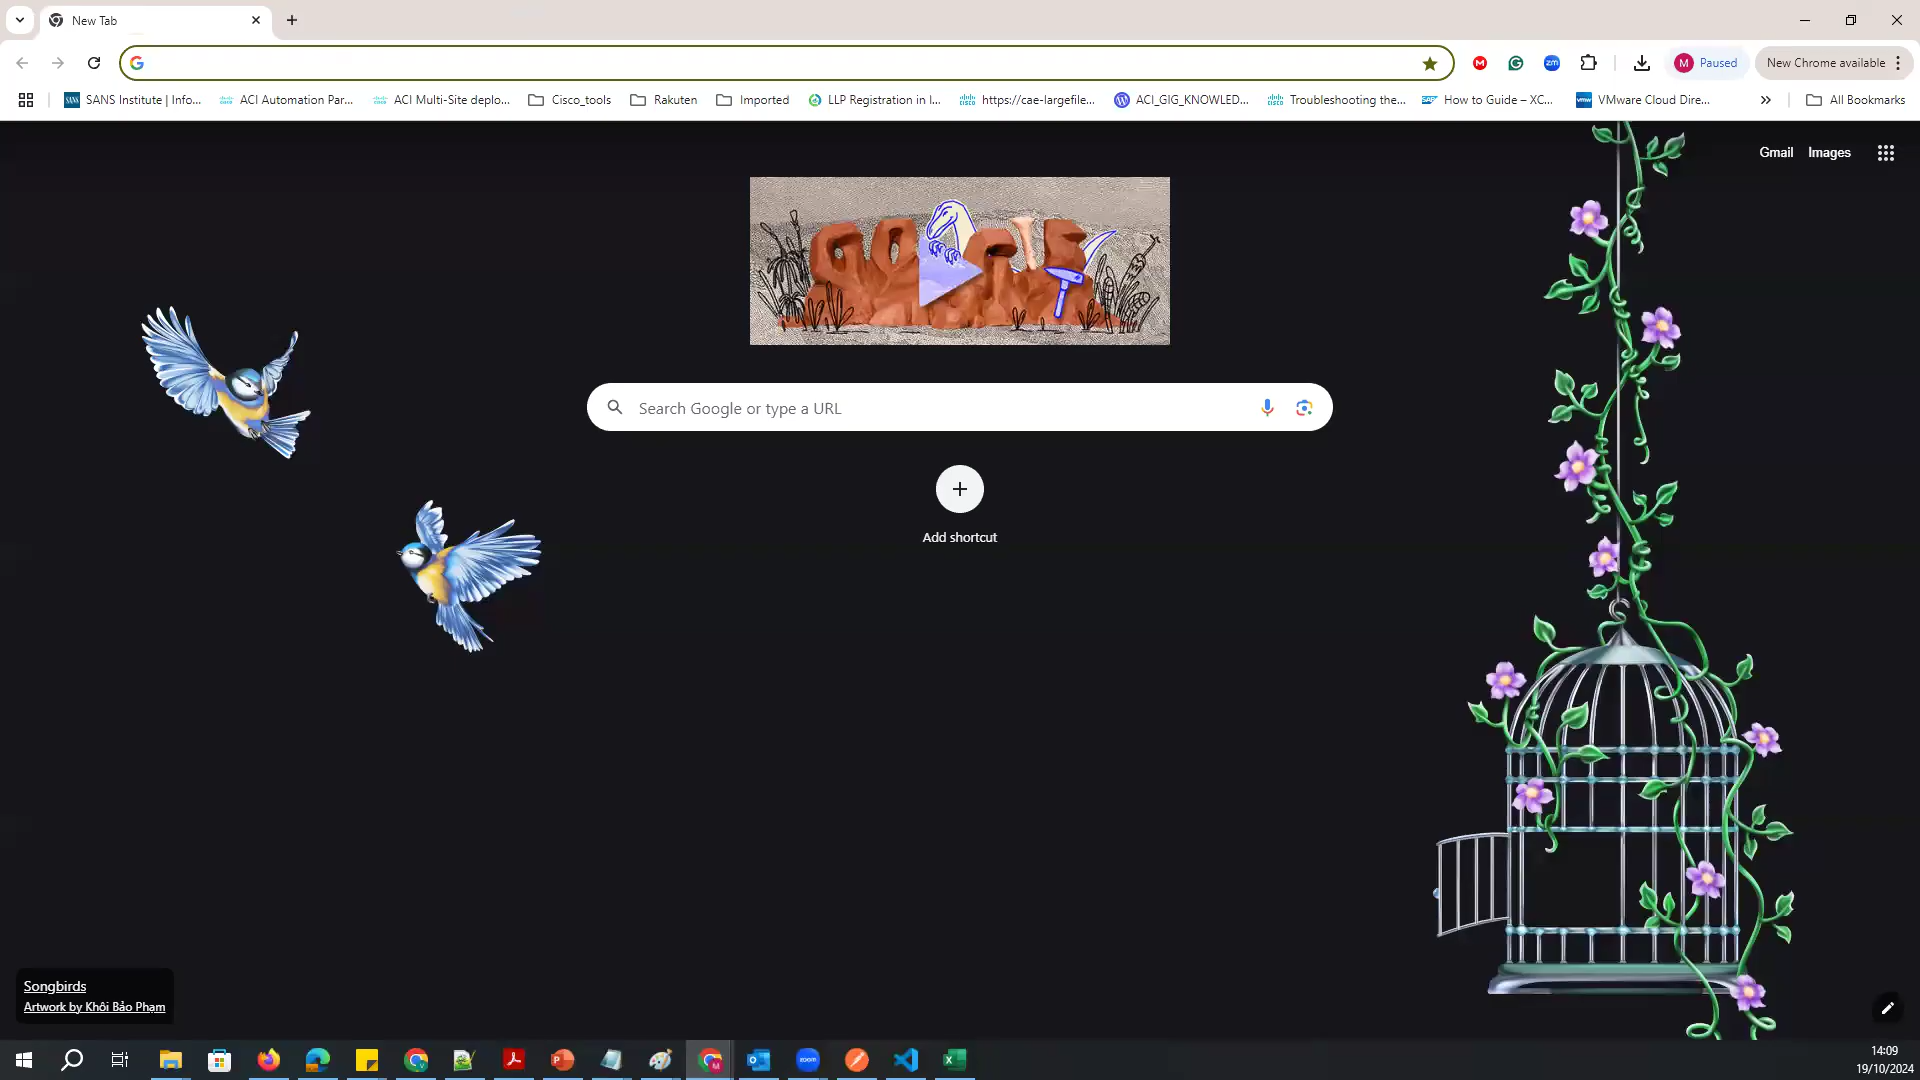 New Tab
Paused
New Chrome available
SANS Institute | Info...
ACI Automation Par...
ACI Multi-Site deplo...
Cisco_tools
Rakuten
Imported
LLP Registration in I...
https://cae-largefile...
ACI_GIG_KNOWLED...
Troubleshooting the...
How to Guide – XC...
VMware Cloud Dire...
All Bookmarks
Gmail
Images
Search Google or type a URL
Add shortcut
Songbirds
Artwork by Khôi Bảo Phạm
14:09
19/10/2024